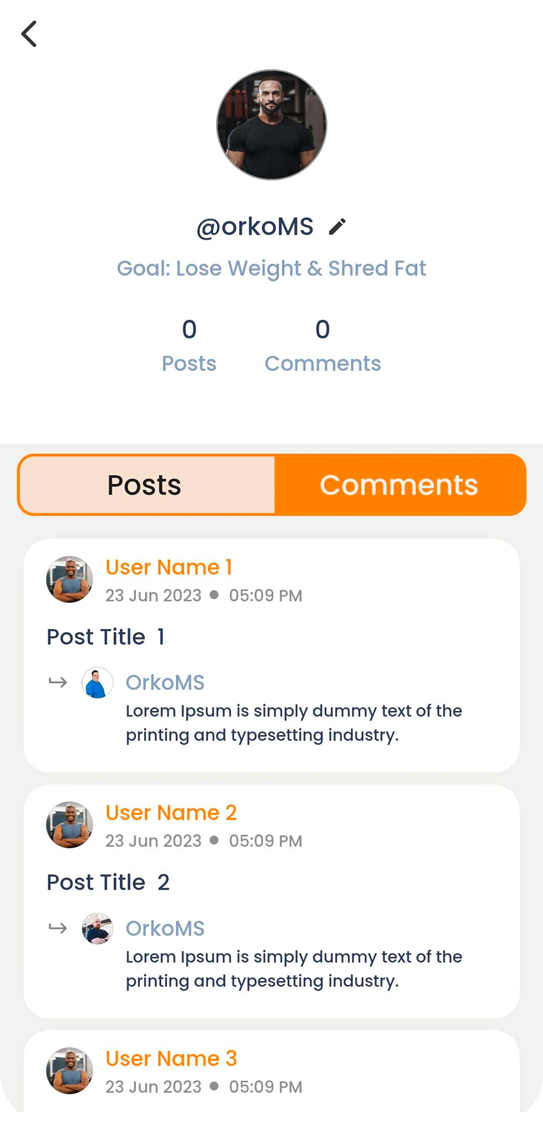 @orkoMS
Goal: Lose Weight & Shred Fat
0 0
Posts Comments
Posts Comments
User Name 1
23 Jun 2023 ● 05:09 PM
Post Title 1
OrkoMS
Lorem Ipsum is simply dummy text of the
printing and typesetting industry.
User Name 2
23 Jun 2023 ● 05:09 PM
Post Title 2
OrkoMS
Lorem Ipsum is simply dummy text of the
printing and typesetting industry.
User Name 3
23 Jun 2023 ● 05:09 PM